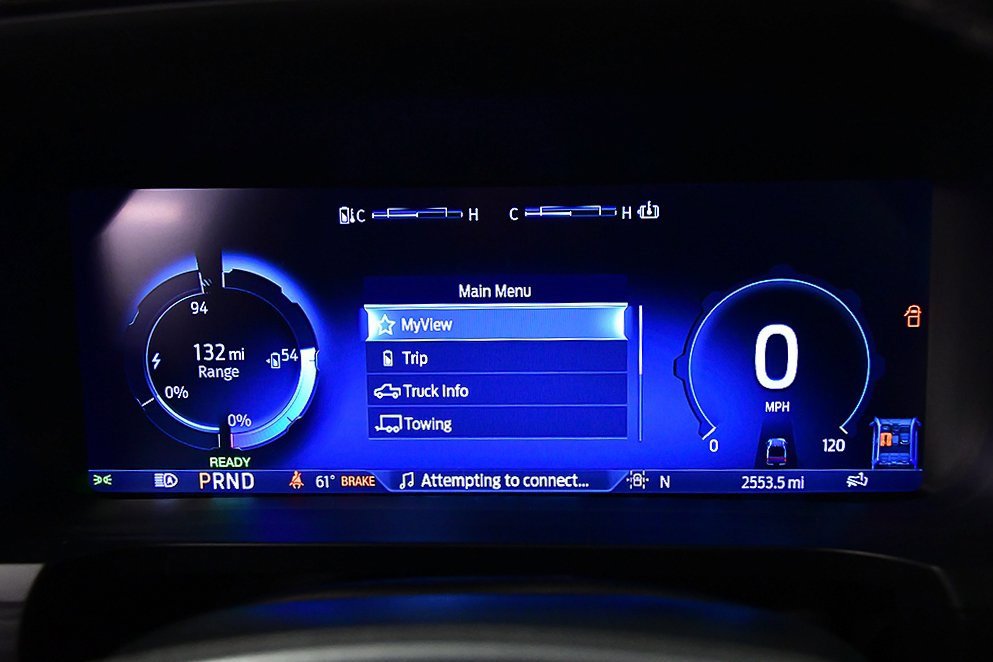 C H C H
Main Menu
MyView
Trip
Truck Info
Towing
94
132 mi
Range
54
0%
0%
READY
0
MPH
0 120
PRND 61° BRAKE Attempting to connect... N 2553.5 mi